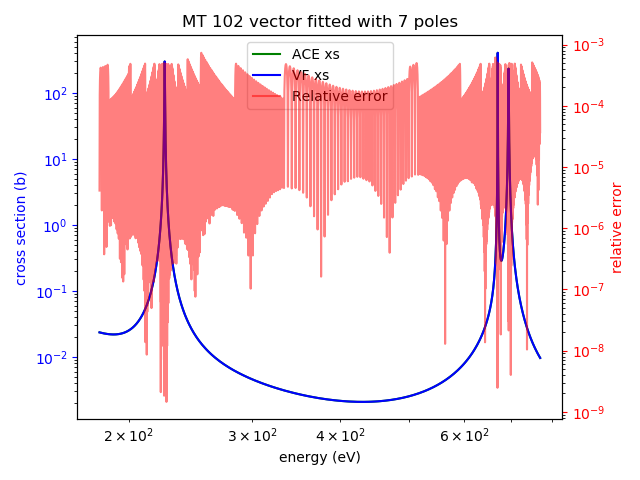 MT 102 vector fitted with 7 poles
ACE xs
VF xs
Relative error
cross section (b)
10²
10¹
10⁰
10⁻¹
10⁻²
relative error
10⁻³
10⁻⁴
10⁻⁵
10⁻⁶
10⁻⁷
10⁻⁸
10⁻⁹
2 × 10² 3 × 10² 4 × 10² 6 × 10²
energy (eV)